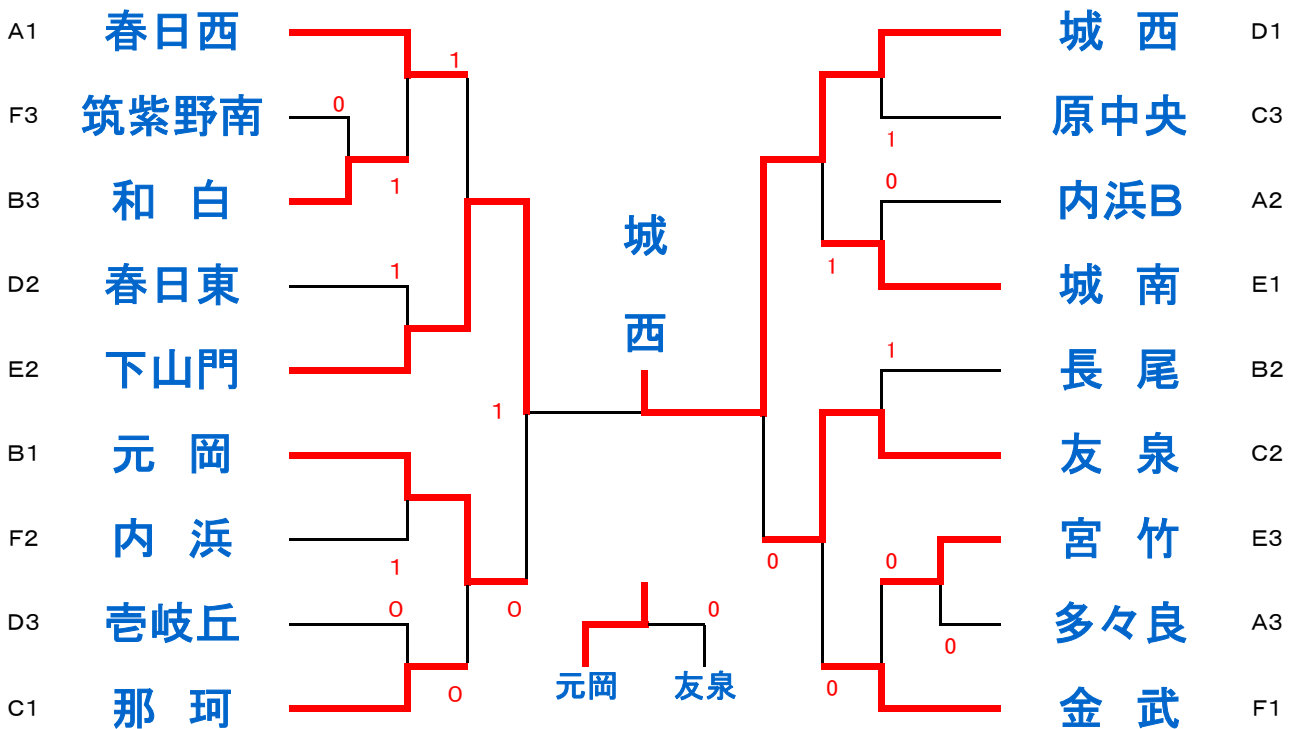 A1 春日西
F3 筑紫野南
B3 和 白
D2 春日東
E2 下山門
B1 元 岡
F2 内 浜
D3 壱岐丘
C1 那 珂
1
0
1
1
1
1
0
0
0
城
西
0
元岡 友泉
城 西 D1
原中央 C3
内浜B A2
城 南 E1
長 尾 B2
友 泉 C2
宮 竹 E3
多々良 A3
金 武 F1
1
0
1
1
0
0
0
0